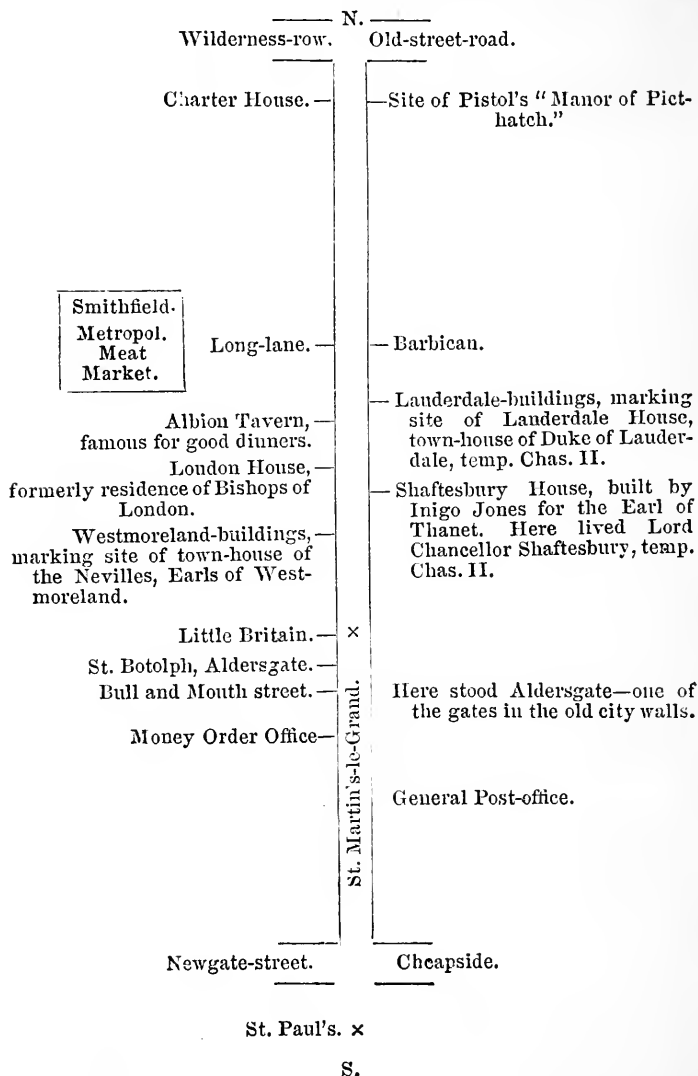 N.
Wilderness-row. Old-street-road.
Charter House.
Site of Pistol's "Manor of Pict-
hatch."
Smithfield.
Metropol.
Meat
Market.
Long-lane.
Barbican.
Lauderdale-buildings, marking
site of Lauderdale House,
town-house of Duke of Lauder-
dale, temp. Chas. II.
Albion Tavern,
famous for good dinners.
London House,
formerly residence of Bishops of
London.
Shaftesbury House, built by
Inigo Jones for the Earl of
Thanet. Here lived Lord
Chancellor Shaftesbury, temp.
Chas. II.
Westmoreland-buildings,
marking site of town-house of
the Nevilles, Earls of West-
moreland.
Little Britain. ×
St. Botolph, Aldersgate.
Bull and Mouth street.
Here stood Aldersgate—one of
the gates in the old city walls.
Money Order Office
St. Martin's-le-Grand.
General Post-office.
Newgate-street. Cheapside.
St. Paul's. ×
S.